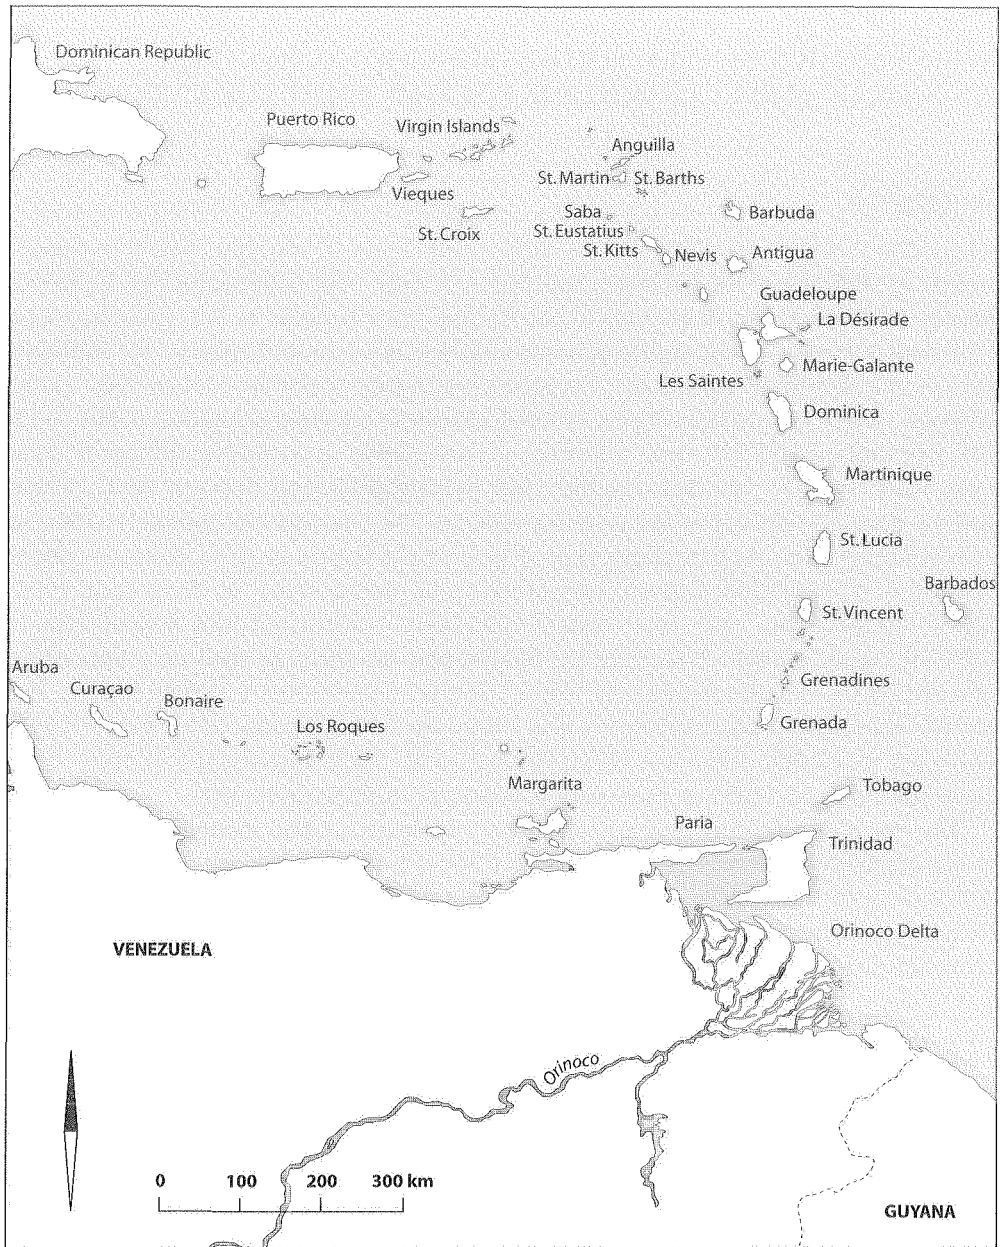 Dominican Republic
Puerto Rico
Virgin Islands
Anguilla
St. Martin
St. Barths
Vieques
Saba
Barbuda
St. Croix
St. Eustatius
St. Kitts
Nevis
Antigua
Guadeloupe
La Désirade
Marie-Galante
Les Saintes
Dominica
Martinique
St. Lucia
Barbados
St. Vincent
Aruba
Curaçao
Bonaire
Grenadines
Los Roques
Grenada
Margarita
Tobago
Paria
Trinidad
Orinoco Delta
VENEZUELA
Orinoco
0 100 200 300 km
GUYANA